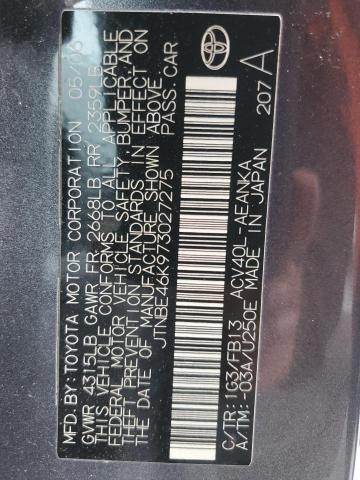 MFD. BY: TOYOTA MOTOR CORPORATION 05/06
GVWR 4315LB GAWR FR 2668LB RR 2359LB
THIS VEHICLE CONFORMS TO ALL APPLICABLE
FEDERAL MOTOR VEHICLE SAFETY, BUMPER, AND
THEFT PREVENTION STANDARDS IN EFFECT ON
THE DATE OF MANUFACTURE SHOWN ABOVE.
JTNBE46K973027275 PASS. CAR
C/TR: 1G3/FB13 ACV40L-AEANKA
A/TM: -03A/U250E MADE IN JAPAN
207 A
TOYOTA